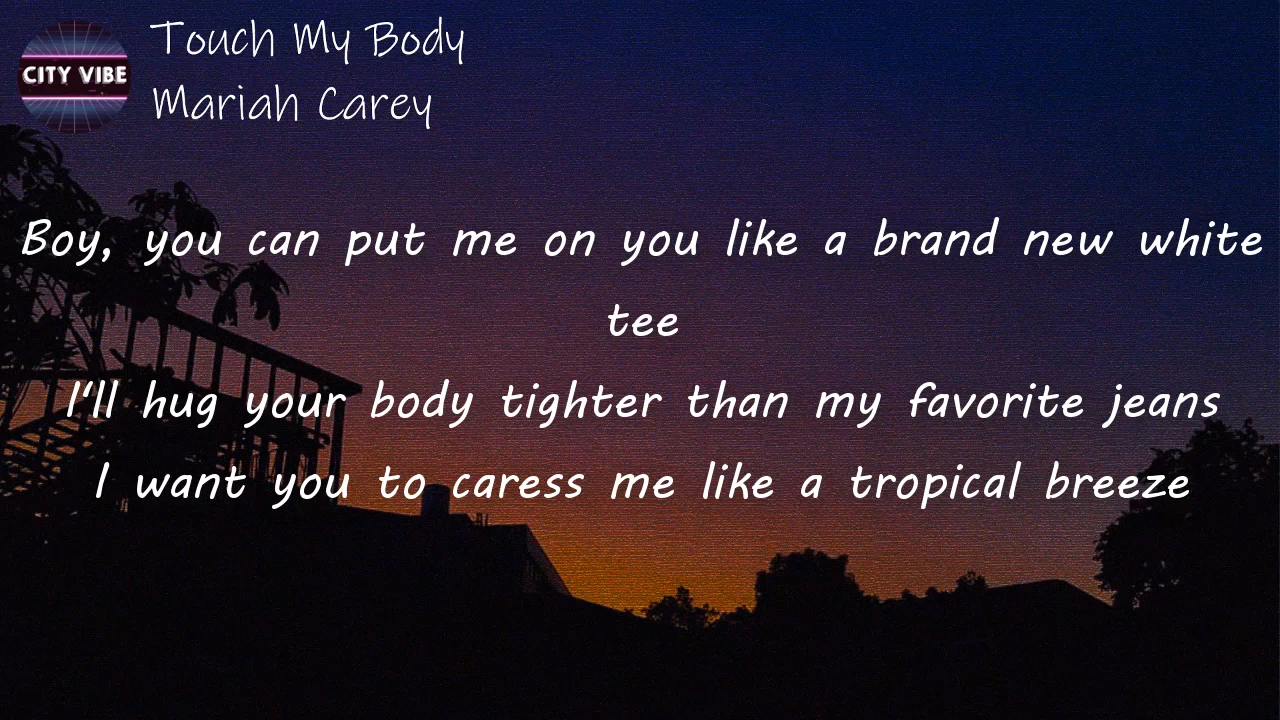 CITY VIBE
Touch My Body
Mariah Carey
Boy, you can put me on you like a brand new white
tee
I'll hug your body tighter than my favorite jeans
I want you to caress me like a tropical breeze